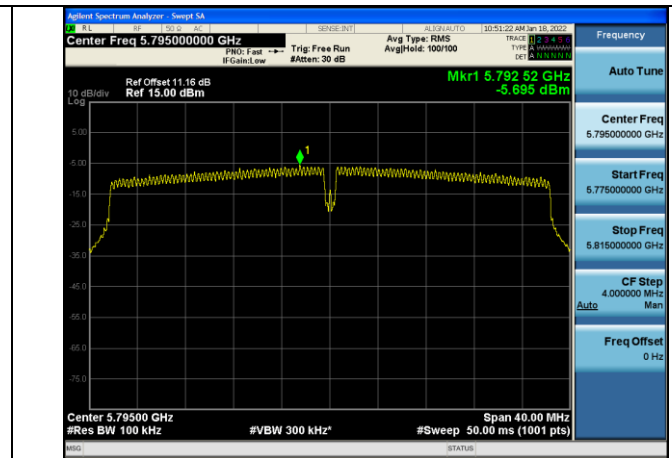 Agilent Spectrum Analyzer - Swept SA
RL RF 50 Ω AC SENSE:INT ALIGNAUTO 10:51:22 AM Jan 18, 2022
Center Freq 5.795000000 GHz
PNO: Fast
IFGain:Low
Trig: Free Run
#Atten: 30 dB
Avg Type: RMS
Avg|Hold: 100/100
TRACE 1 2 3 4 5 6
TYPE
DET A N N N N N
Frequency
Ref Offset 11.16 dB
10 dB/div Ref 15.00 dBm
Log
Mkr1 5.792 52 GHz
-5.695 dBm
Auto Tune
5.00
-5.00
-15.0
-25.0
-35.0
-45.0
-55.0
-65.0
-75.0
1
Center Freq
5.795000000 GHz
Start Freq
5.775000000 GHz
Stop Freq
5.815000000 GHz
CF Step
4.000000 MHz
Auto Man
Freq Offset
0 Hz
Center 5.79500 GHz Span 40.00 MHz
#Res BW 100 kHz #VBW 300 kHz* #Sweep 50.00 ms (1001 pts)
MSG STATUS